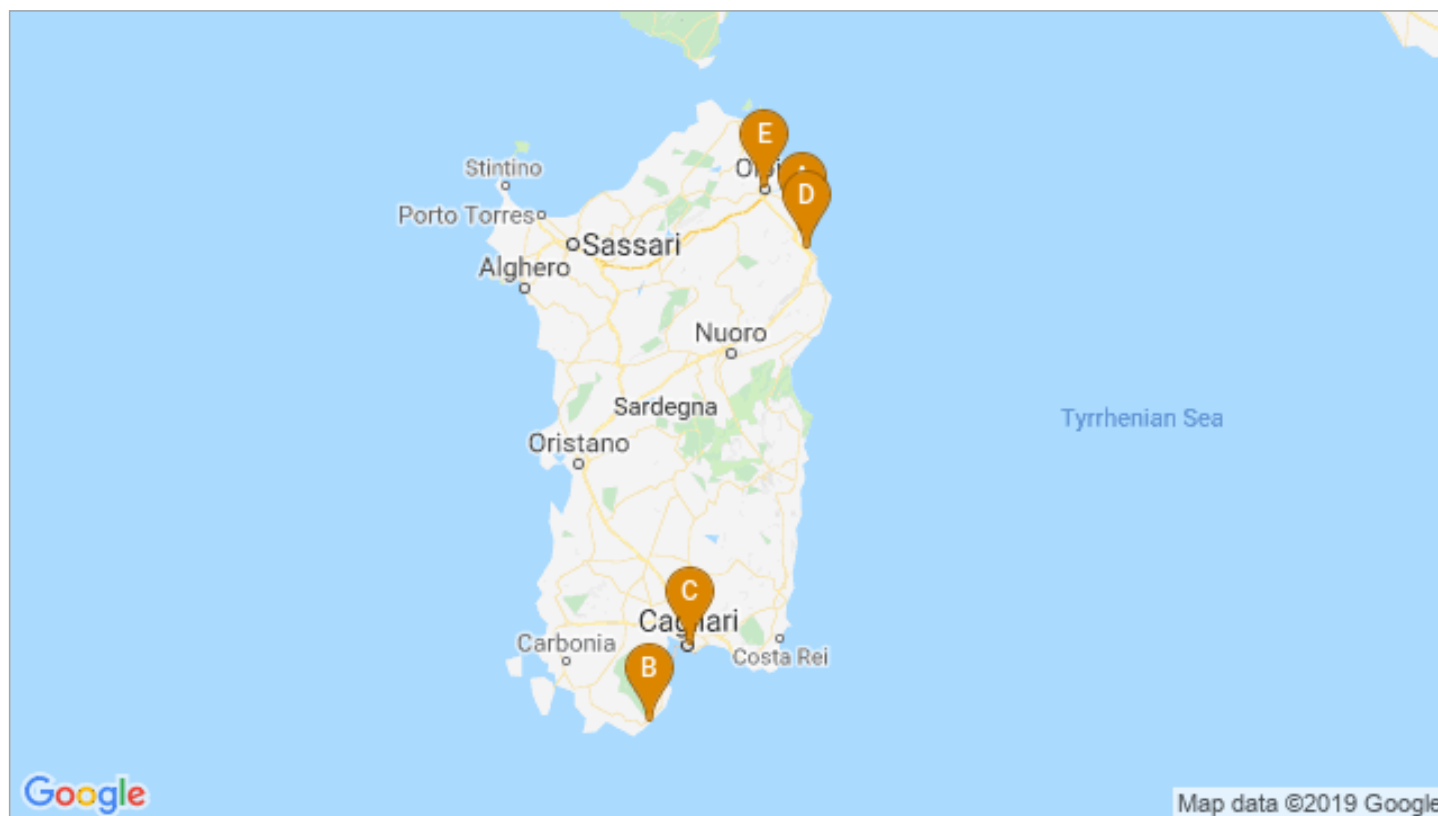 E
Stintino
D
Porto Torres
Sassari
Alghero
Nuoro
Sardegna
Tyrrhenian Sea
Oristano
C
Cagliari
Carbonia
B
Costa Rei
Google
Map data ©2019 Google